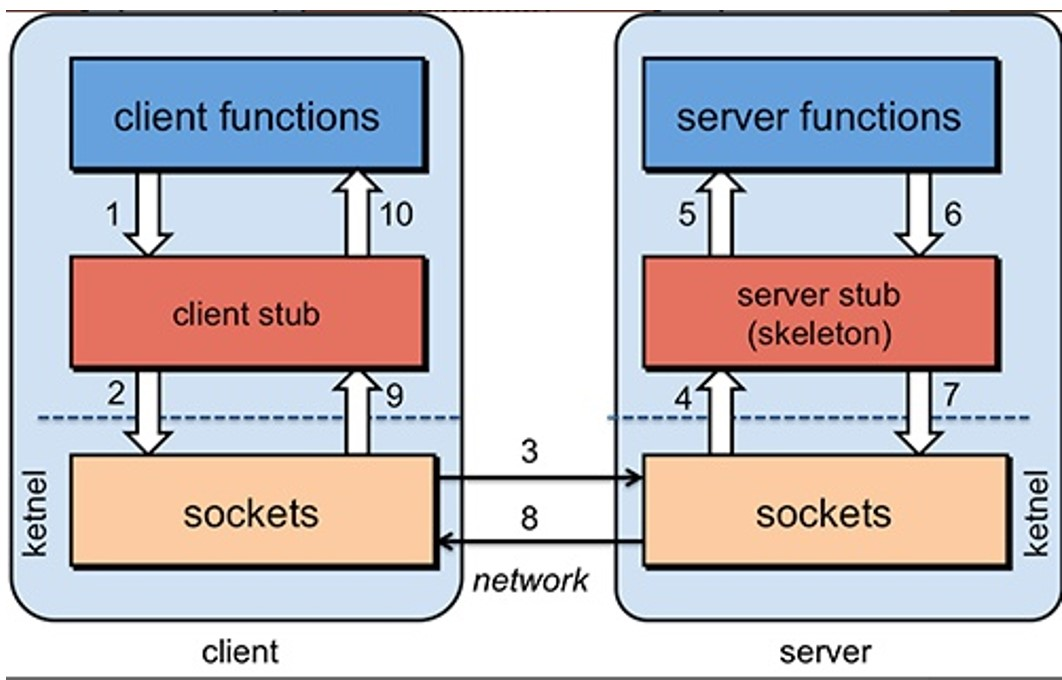 client functions
server functions
1
10
5
6
client stub
server stub
(skeleton)
2
9
4
7
3
sockets
sockets
8
ketnel
ketnel
network
client
server